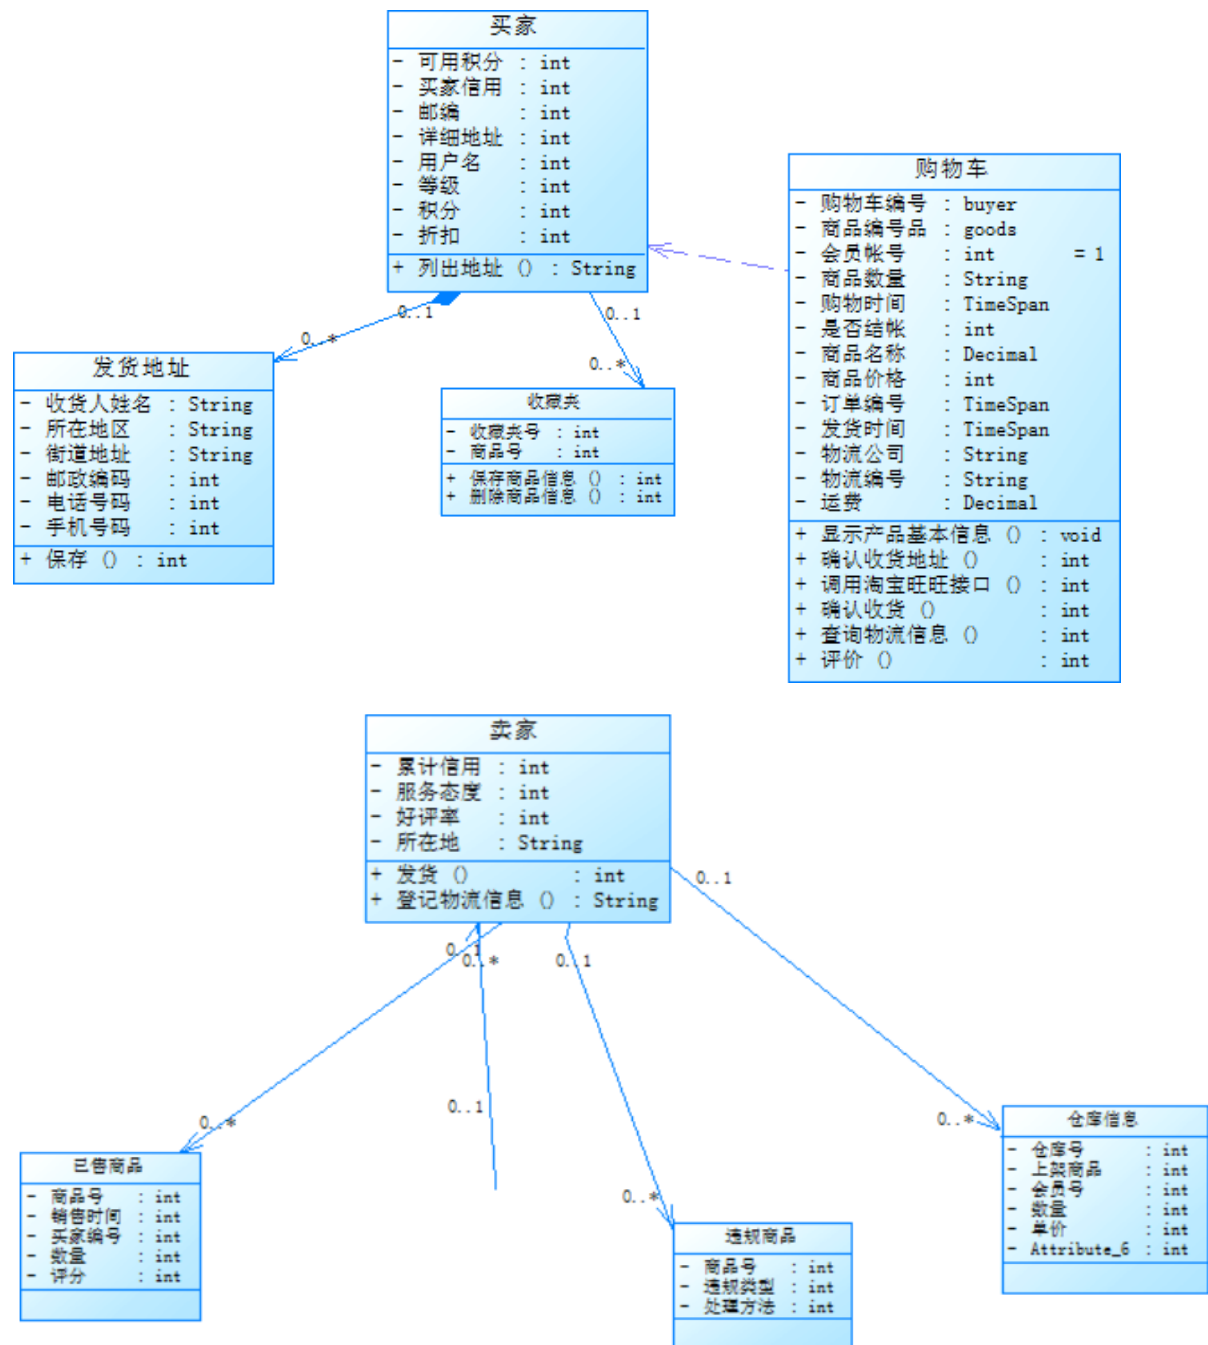 买家
- 可用积分 : int
- 买家信用 : int
- 邮编 : int
- 详细地址 : int
- 用户名 : int
- 等级 : int
- 积分 : int
- 折扣 : int
+ 列出地址 () : String
购物车
- 购物车编号 : buyer
- 商品编号品 : goods
- 会员帐号 : int = 1
- 商品数量 : String
- 购物时间 : TimeSpan
- 是否结帐 : int
- 商品名称 : Decimal
- 商品价格 : int
- 订单编号 : TimeSpan
- 发货时间 : TimeSpan
- 物流公司 : String
- 物流编号 : String
- 运费 : Decimal
+ 显示产品基本信息 () : void
+ 确认收货地址 () : int
+ 调用淘宝旺旺接口 () : int
+ 确认收货 () : int
+ 查询物流信息 () : int
+ 评价 () : int
0..1
0..*
0..1
0..*
发货地址
- 收货人姓名 : String
- 所在地区 : String
- 街道地址 : String
- 邮政编码 : int
- 电话号码 : int
- 手机号码 : int
+ 保存 () : int
收藏夹
- 收藏夹号 : int
- 商品号 : int
+ 保存商品信息 () : int
+ 删除商品信息 () : int
卖家
- 累计信用 : int
- 服务态度 : int
- 好评率 : int
- 所在地 : String
+ 发货 () : int
+ 登记物流信息 () : String
0..1
0..1
0..*
0..1
0..1
0..*
0..*
0..*
已售商品
- 商品号 : int
- 销售时间 : int
- 买家编号 : int
- 数量 : int
- 评分 : int
违规商品
- 商品号 : int
- 违规类型 : int
- 处理方法 : int
仓库信息
- 仓库号 : int
- 上架商品 : int
- 会员号 : int
- 数量 : int
- 单价 : int
- Attribute_6 : int